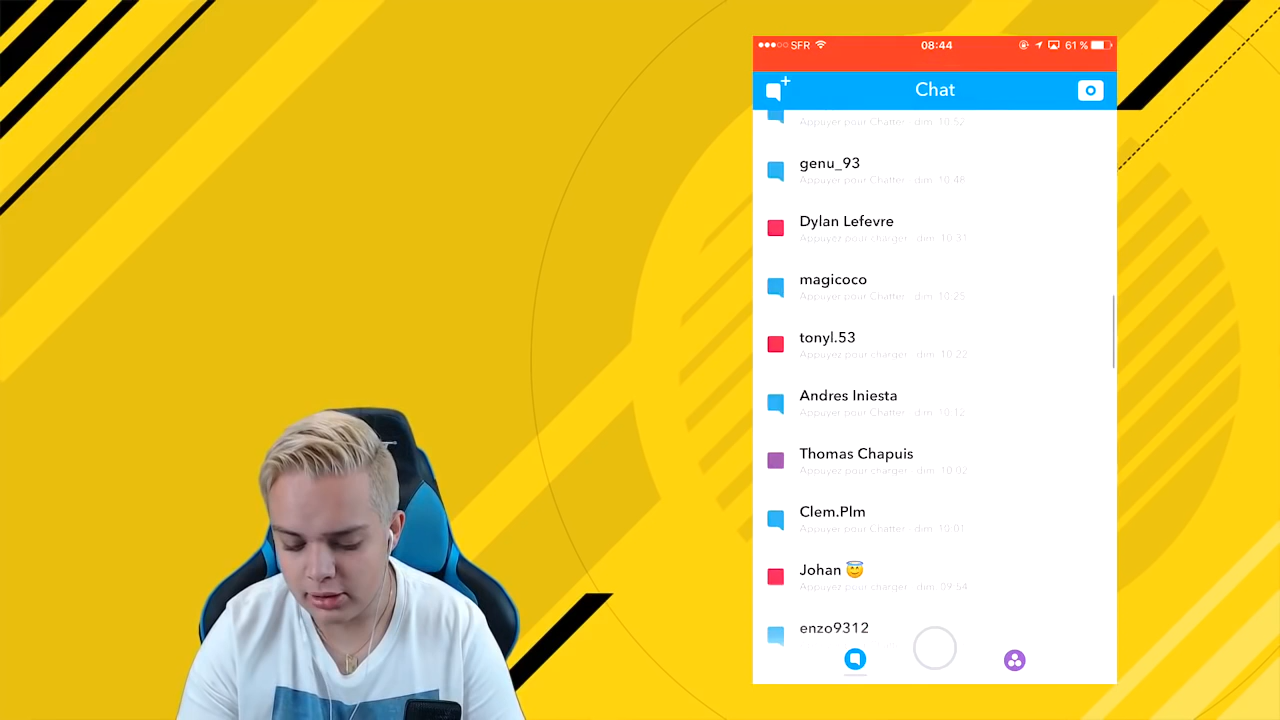 SFR 08:44 61 %
Chat
Appuyer pour Chatter - dim. 10:52
genu_93
Appuyer pour Chatter - dim. 10:48
Dylan Lefevre
Appuyez pour charger - dim. 10:31
magicoco
Appuyer pour Chatter - dim. 10:25
tonyl.53
Appuyez pour charger - dim. 10:22
Andres Iniesta
Appuyer pour Chatter - dim. 10:12
Thomas Chapuis
Appuyez pour charger - dim. 10:02
Clem.Plm
Appuyer pour Chatter - dim. 10:01
Johan 😇
Appuyez pour charger - dim. 09:54
enzo9312